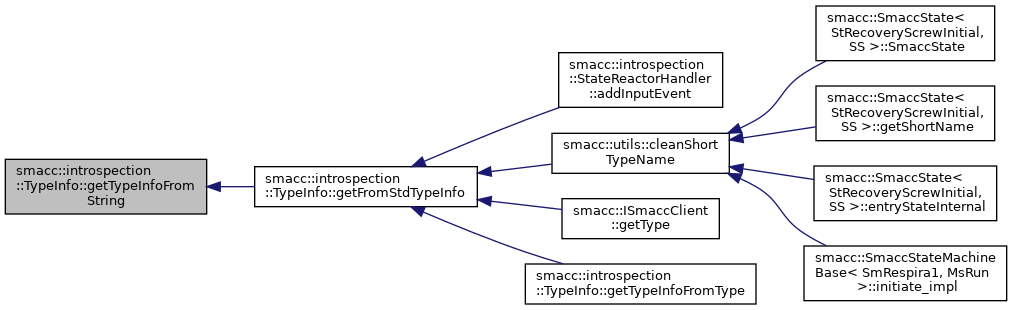 smacc::introspection
::TypeInfo::getTypeInfoFrom
String
smacc::introspection
::TypeInfo::getFromStdTypeInfo
smacc::introspection
::StateReactorHandler
::addInputEvent
smacc::utils::cleanShort
TypeName
smacc::ISmaccClient
::getType
smacc::introspection
::TypeInfo::getTypeInfoFromType
smacc::SmaccState<
StRecoveryScrewInitial,
SS >::SmaccState
smacc::SmaccState<
StRecoveryScrewInitial,
SS >::getShortName
smacc::SmaccState<
StRecoveryScrewInitial,
SS >::entryStateInternal
smacc::SmaccStateMachine
Base< SmRespira1, MsRun
>::initiate_impl